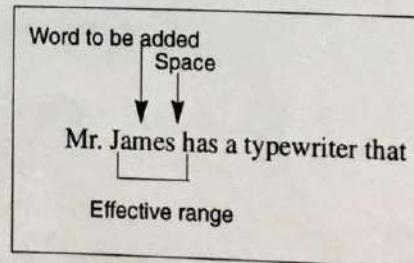 Word to be added
Space
Mr. James has a typewriter that
Effective range